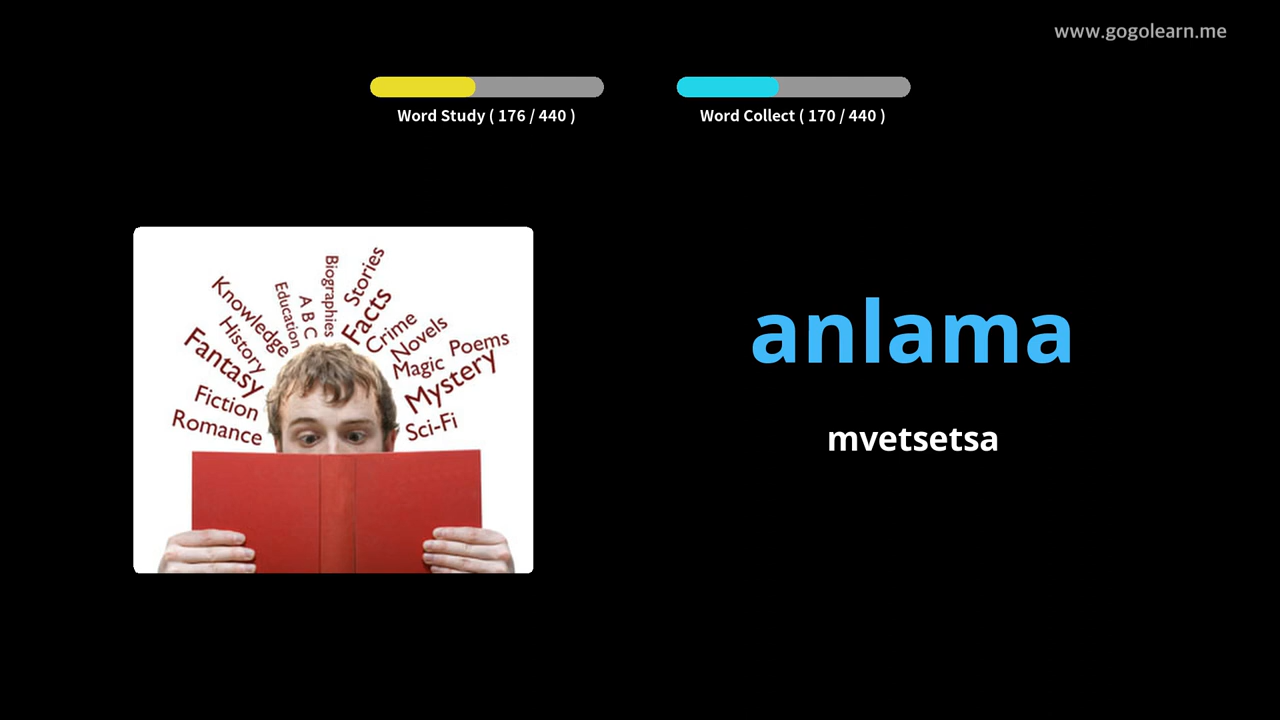 www.gogolearn.me
Word Study ( 176 / 440 )
Word Collect ( 170 / 440 )
Stories
Biographies
Facts
A B C
Education
Knowledge
Crime
History
Novels
Poems
Fantasy
Magic
Mystery
Fiction
Romance
Sci-Fi
anlama
mvetsetsa